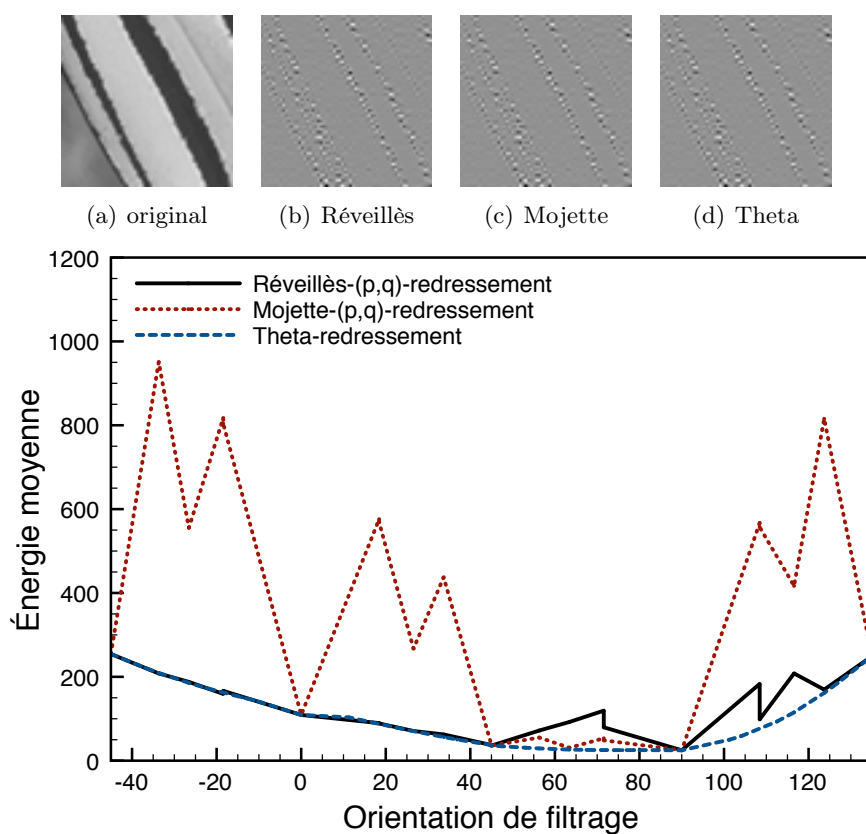 (a) original (b) Réveillès (c) Mojette (d) Theta
1200
1000
800
600
400
200
0
Énergie moyenne
Réveillès-(p,q)-redressement
Mojette-(p,q)-redressement
Theta-redressement
-40 -20 0 20 40 60 80 100 120
Orientation de filtrage